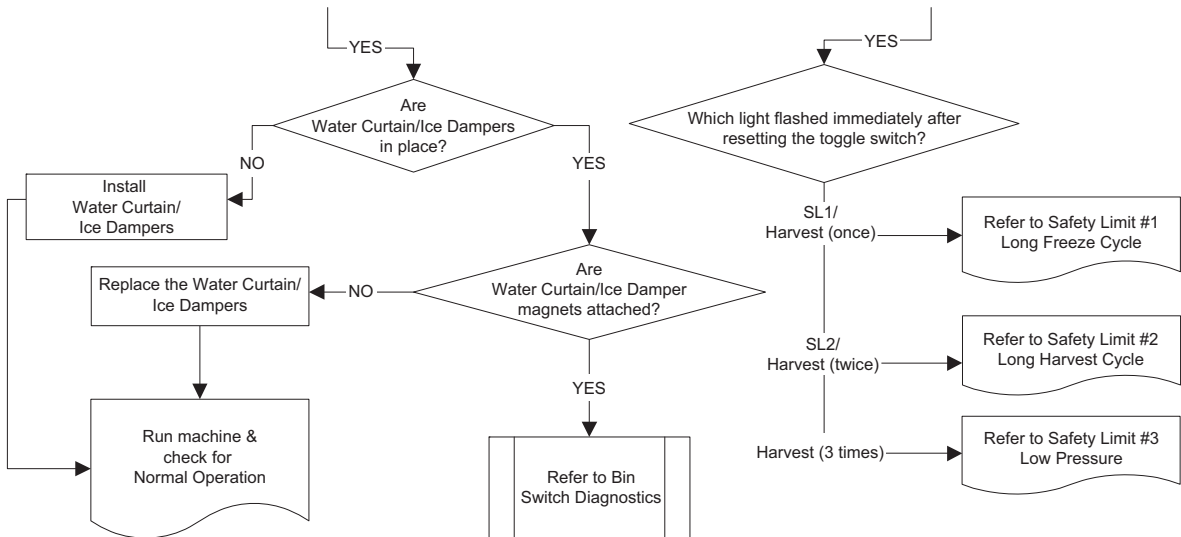 YES
Are
Water Curtain/Ice Dampers
in place?
NO
YES
Install
Water Curtain/
Ice Dampers
Are
Water Curtain/Ice Damper
magnets attached?
NO
Replace the Water Curtain/
Ice Dampers
YES
Run machine &
check for
Normal Operation
Refer to Bin
Switch Diagnostics
YES
Which light flashed immediately after
resetting the toggle switch?
SL1/
Harvest (once)
Refer to Safety Limit #1
Long Freeze Cycle
SL2/
Harvest (twice)
Refer to Safety Limit #2
Long Harvest Cycle
Harvest (3 times)
Refer to Safety Limit #3
Low Pressure